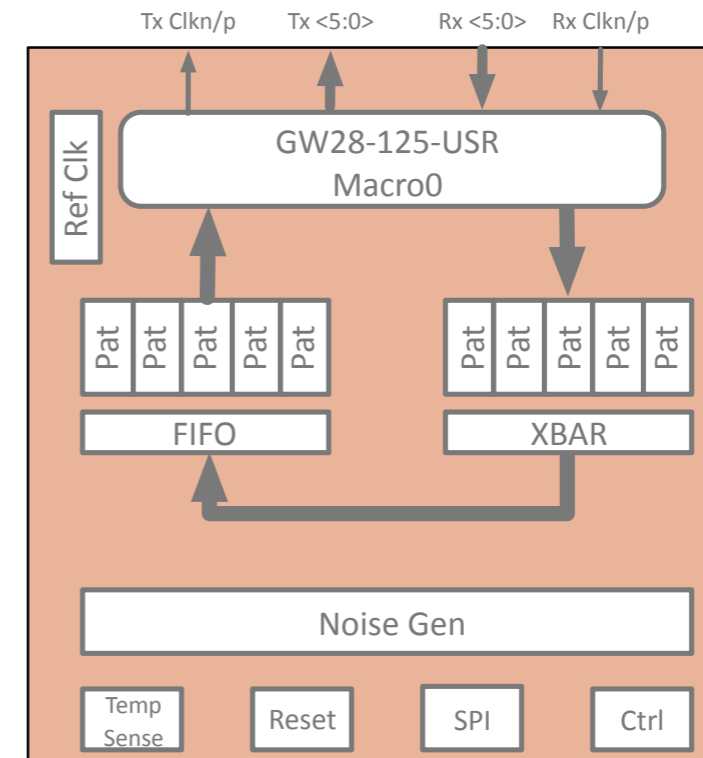 Tx Clkn/p Tx <5:0> Rx <5:0> Rx Clkn/p
Ref Clk
GW28-125-USR
Macro0
Pat Pat Pat Pat Pat Pat Pat Pat Pat Pat
FIFO XBAR
Noise Gen
Temp
Sense
Reset
SPI
Ctrl